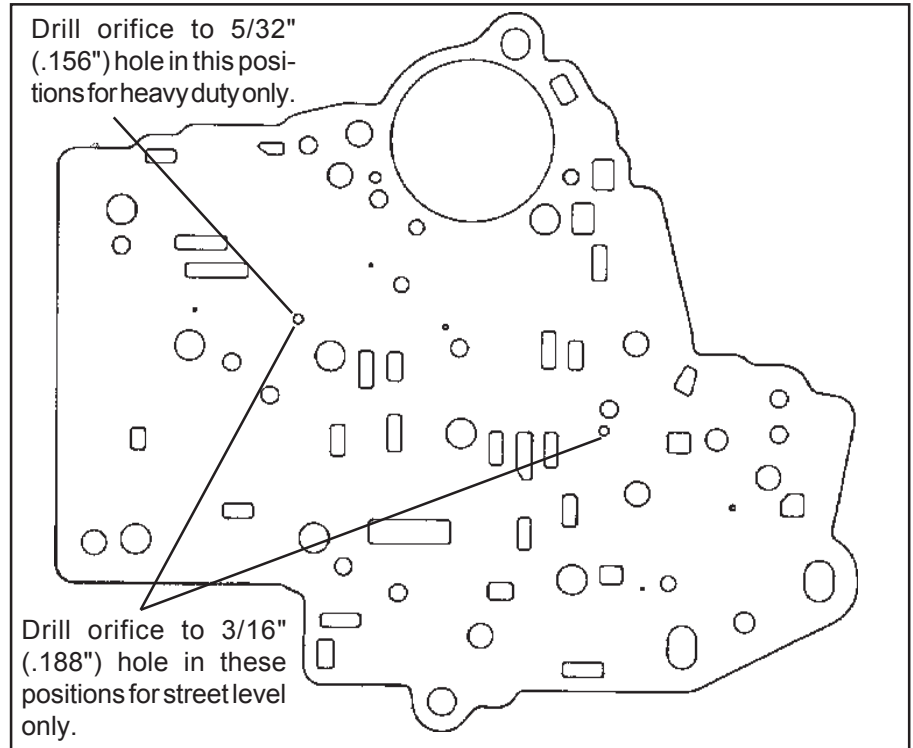 Drill orifice to 5/32"
(.156") hole in this posi-
tions for heavy duty only.
Drill orifice to 3/16"
(.188") hole in these
positions for street level
only.